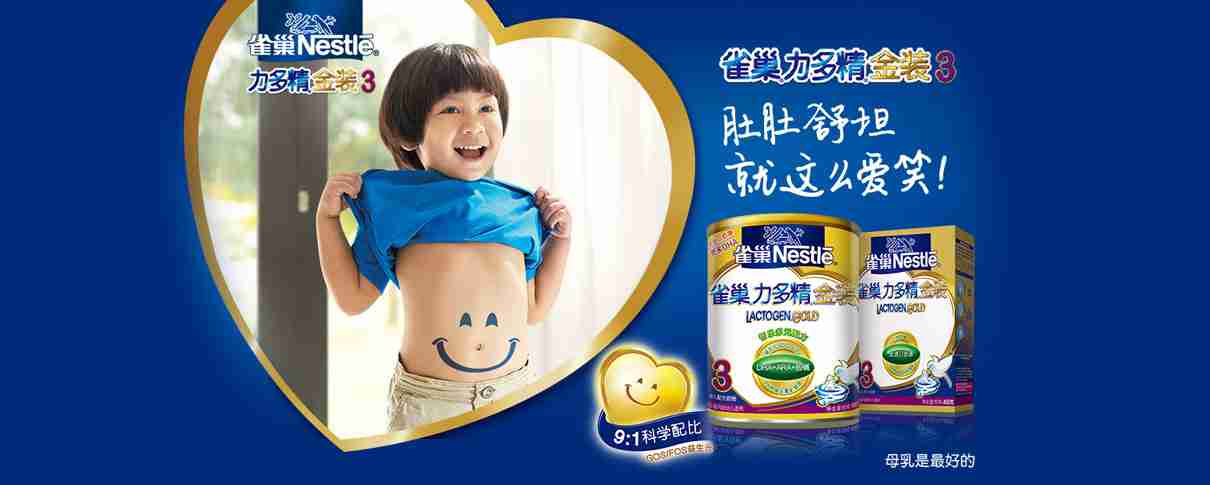 雀巢Nestlé®
力多精金装3
雀巢力多精金装3
肚肚舒坦
就这么爱笑!
雀巢Nestlé
雀巢力多精金装
LACTOGEN GOLD
DHA+ARA+胆碱
3
雀巢Nestlé
雀巢力多精金装
LACTOGEN GOLD
3
9:1科学配比
GOS/FOS益生元
母乳是最好的